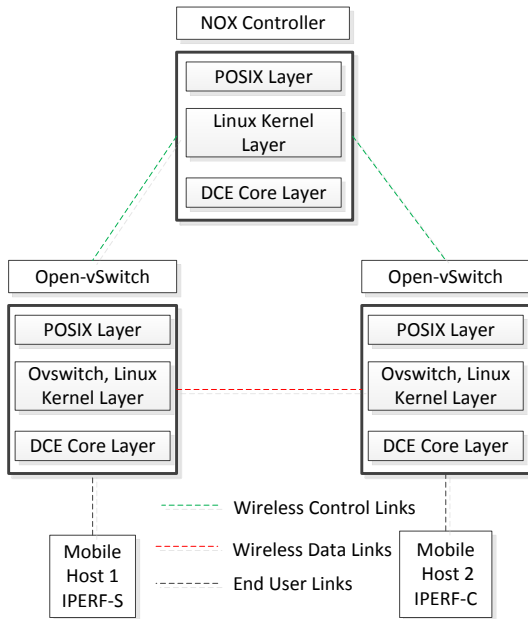 NOX Controller
POSIX Layer
Linux Kernel
Layer
DCE Core Layer
Open-vSwitch
POSIX Layer
Ovswitch, Linux
Kernel Layer
DCE Core Layer
Open-vSwitch
POSIX Layer
Ovswitch, Linux
Kernel Layer
DCE Core Layer
Wireless Control Links
Wireless Data Links
End User Links
Mobile
Host 1
IPERF-S
Mobile
Host 2
IPERF-C